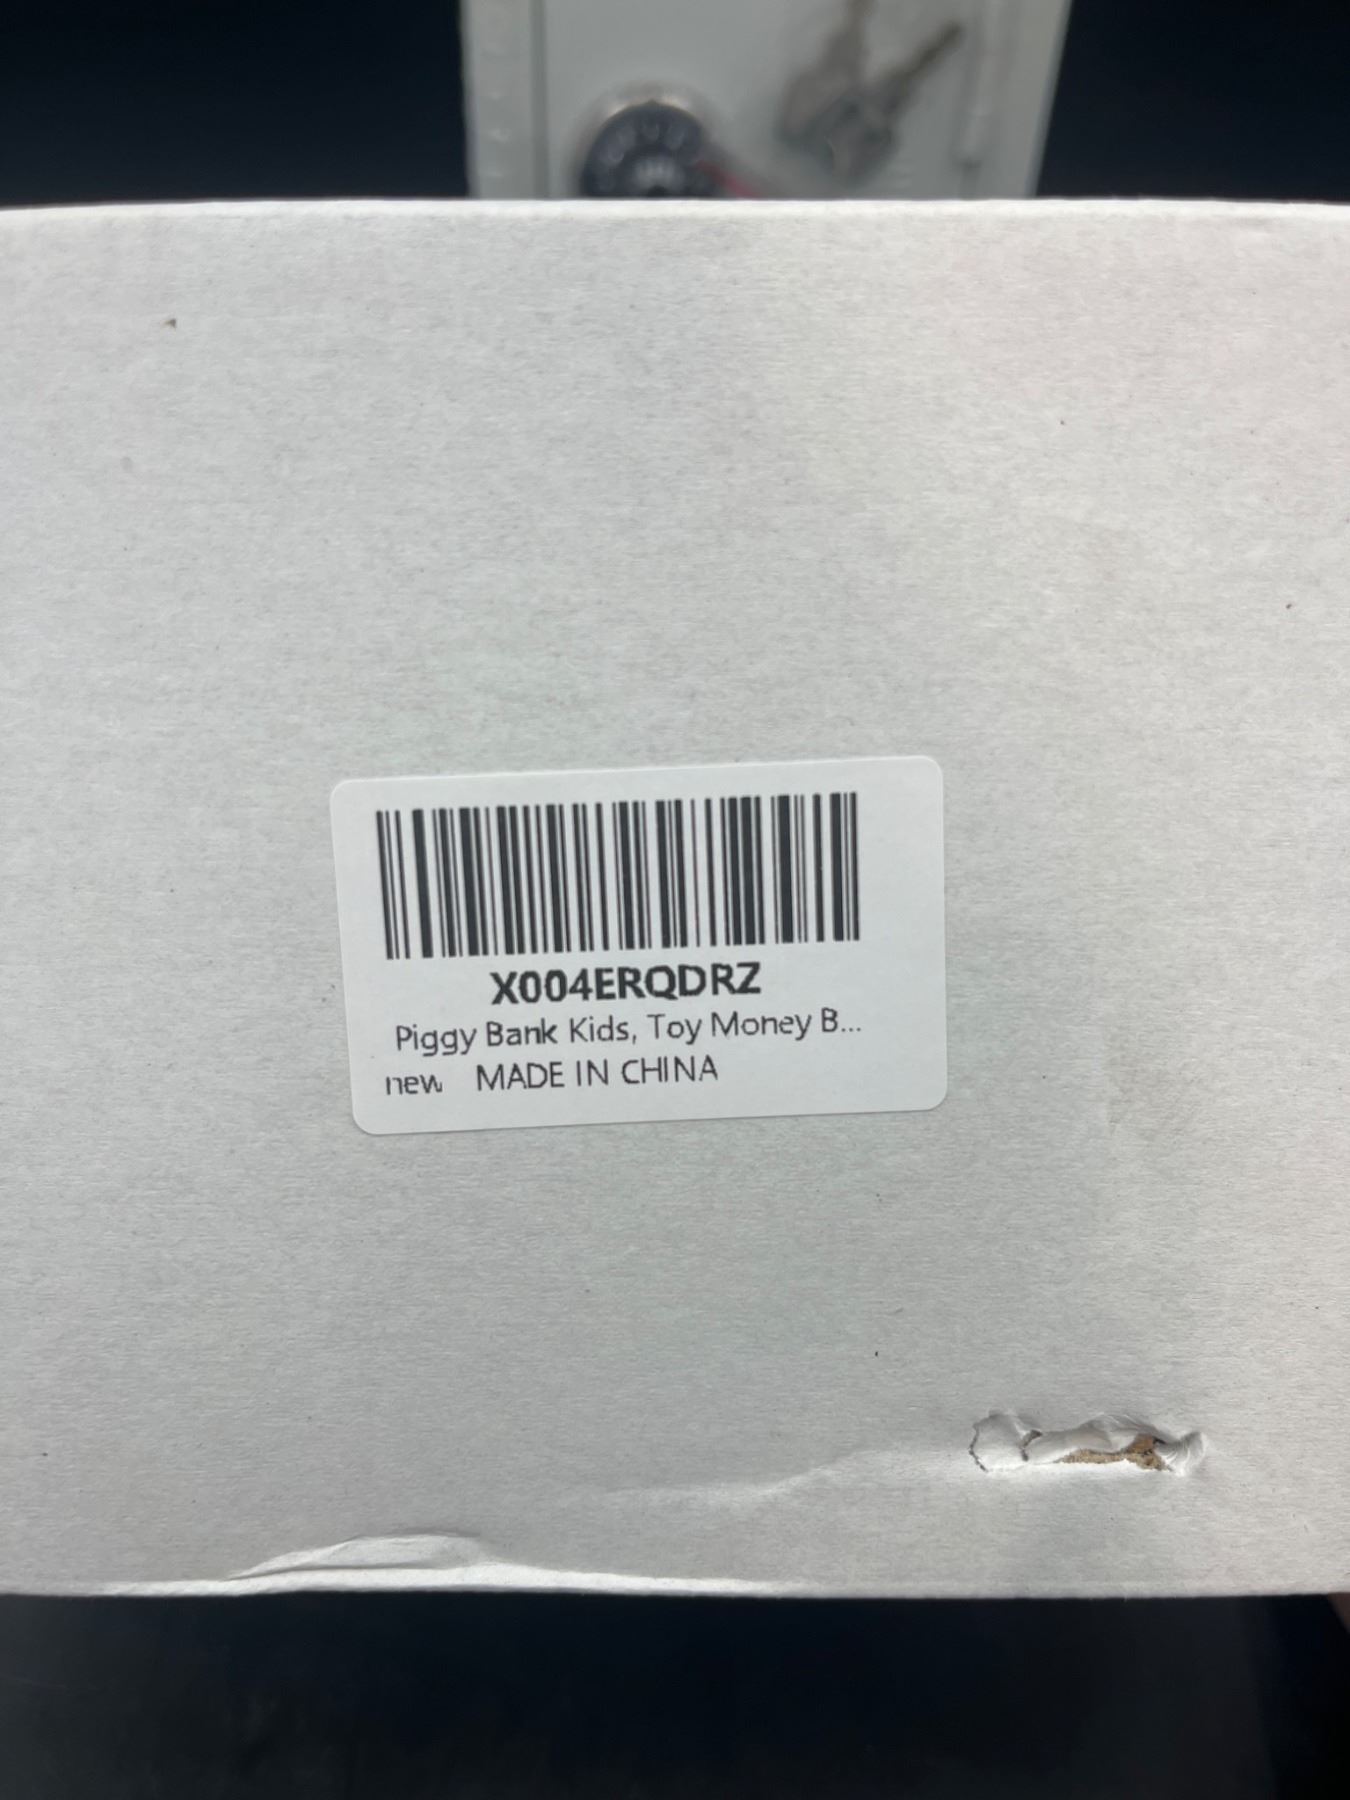 X004ERQDRZ
Piggy Bank Kids, Toy Money B...
new MADE IN CHINA